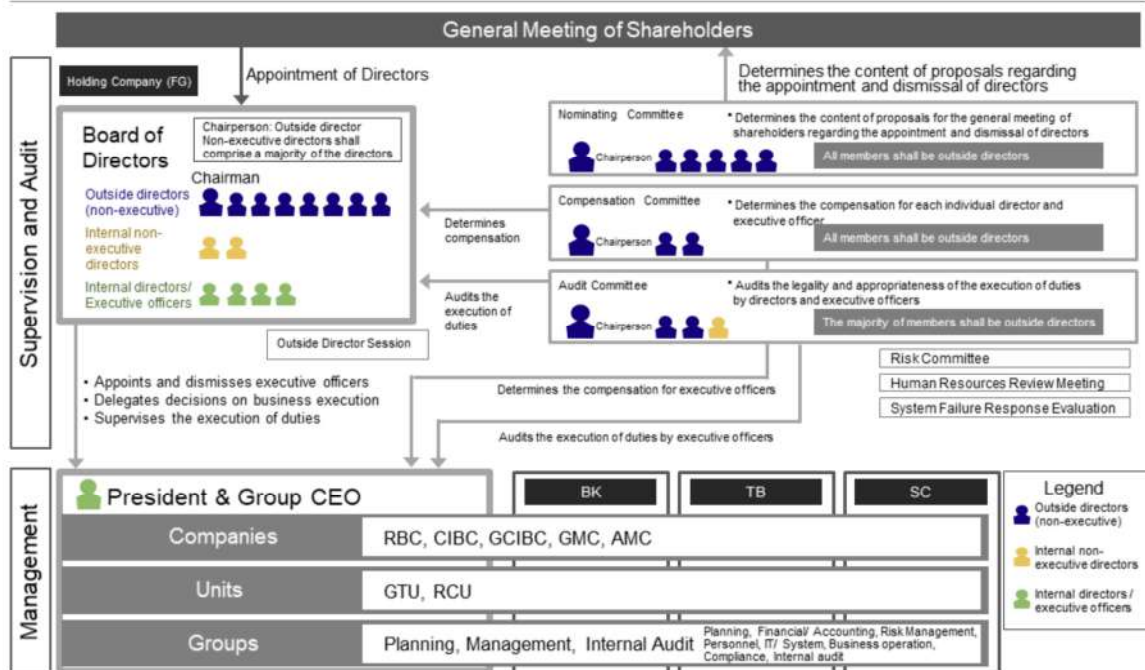 General Meeting of Shareholders
Supervision and Audit
Holding Company (FG)
Appointment of Directors
Determines the content of proposals regarding
the appointment and dismissal of directors
Board of
Directors
Chairperson: Outside director
Non-executive directors shall
comprise a majority of the directors
Chairman
Outside directors
(non-executive)
Internal non-
executive
directors
Internal directors/
Executive officers
Outside Director Session
Determines
compensation
Audits the
execution of
duties
Nominating Committee
Chairperson
* Determines the content of proposals for the general meeting of
shareholders regarding the appointment and dismissal of directors
All members shall be outside directors
Compensation Committee
Chairperson
* Determines the compensation for each individual director and
executive officer
All members shall be outside directors
Audit Committee
Chairperson
* Audits the legality and appropriateness of the execution of duties
by directors and executive officers
The majority of members shall be outside directors
Risk Committee
Human Resources Review Meeting
System Failure Response Evaluation
• Appoints and dismisses executive officers
• Delegates decisions on business execution
• Supervises the execution of duties
Determines the compensation for executive officers
Audits the execution of duties by executive officers
Management
President & Group CEO
BK
TB
SC
Companies
RBC, CIBC, GCIBC, GMC, AMC
Units
GTU, RCU
Groups
Planning, Management, Internal Audit
Planning, Financial/ Accounting, Risk Management,
Personnel, IT/ System, Business operation,
Compliance, Internal audit
Legend
Outside directors
(non-executive)
Internal non-
executive directors
Internal directors /
executive officers